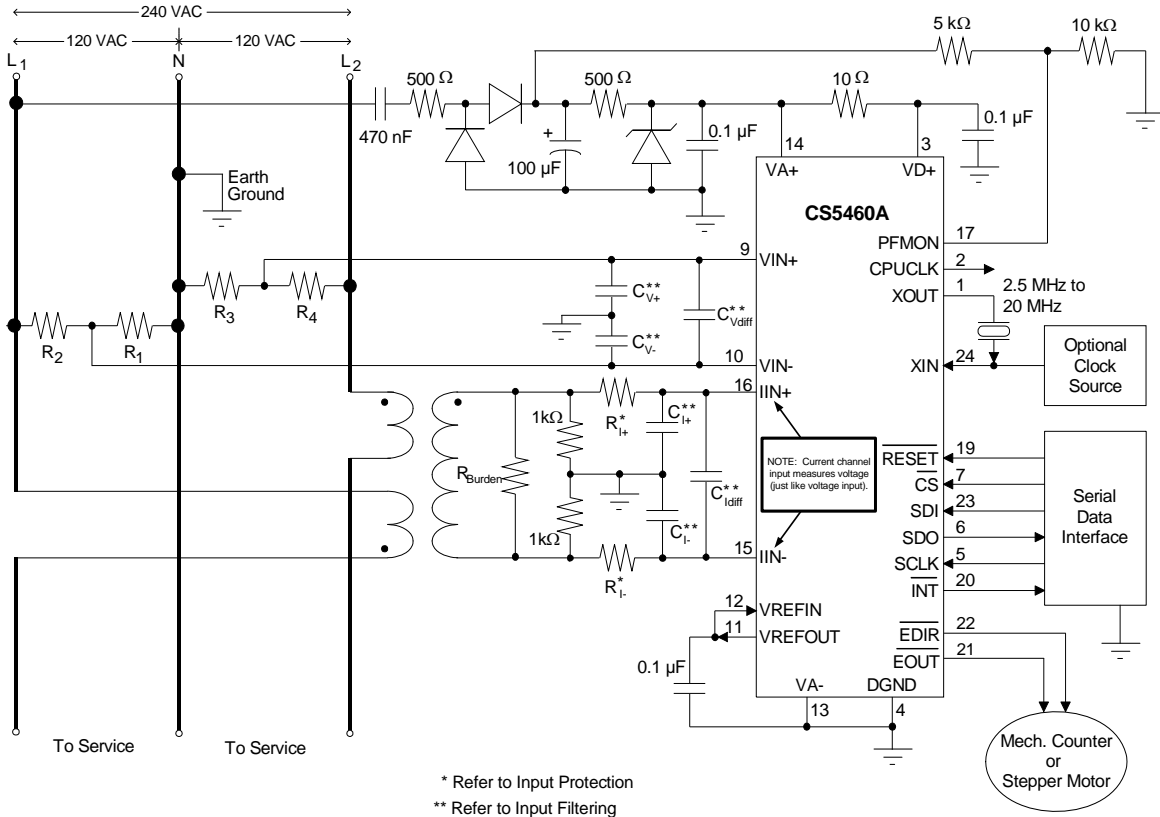 240 VAC
120 VAC
120 VAC
L1
N
L2
5 kΩ
10 kΩ
500 Ω
500 Ω
10 Ω
470 nF
+
100 µF
0.1 µF
0.1 µF
14
3
VA+
VD+
Earth
Ground
CS5460A
PFMON
17
9
VIN+
CPUCLK
2
XOUT
1
2.5 MHz to
20 MHz
R3
R4
CV+**
CVdiff**
CV-**
R2
R1
10
VIN-
XIN
24
Optional
Clock
Source
16
IIN+
1kΩ
RI+*
CI+**
RBurden
CIdiff**
NOTE: Current channel
input measures voltage
(just like voltage input).
RESET
19
CS
7
SDI
23
SDO
6
SCLK
5
INT
20
Serial
Data
Interface
1kΩ
CI-**
RI-*
15
IIN-
12
VREFIN
11
VREFOUT
EDIR
22
EOUT
21
0.1 µF
VA-
DGND
13
4
Mech. Counter
or
Stepper Motor
To Service
To Service
* Refer to Input Protection
** Refer to Input Filtering